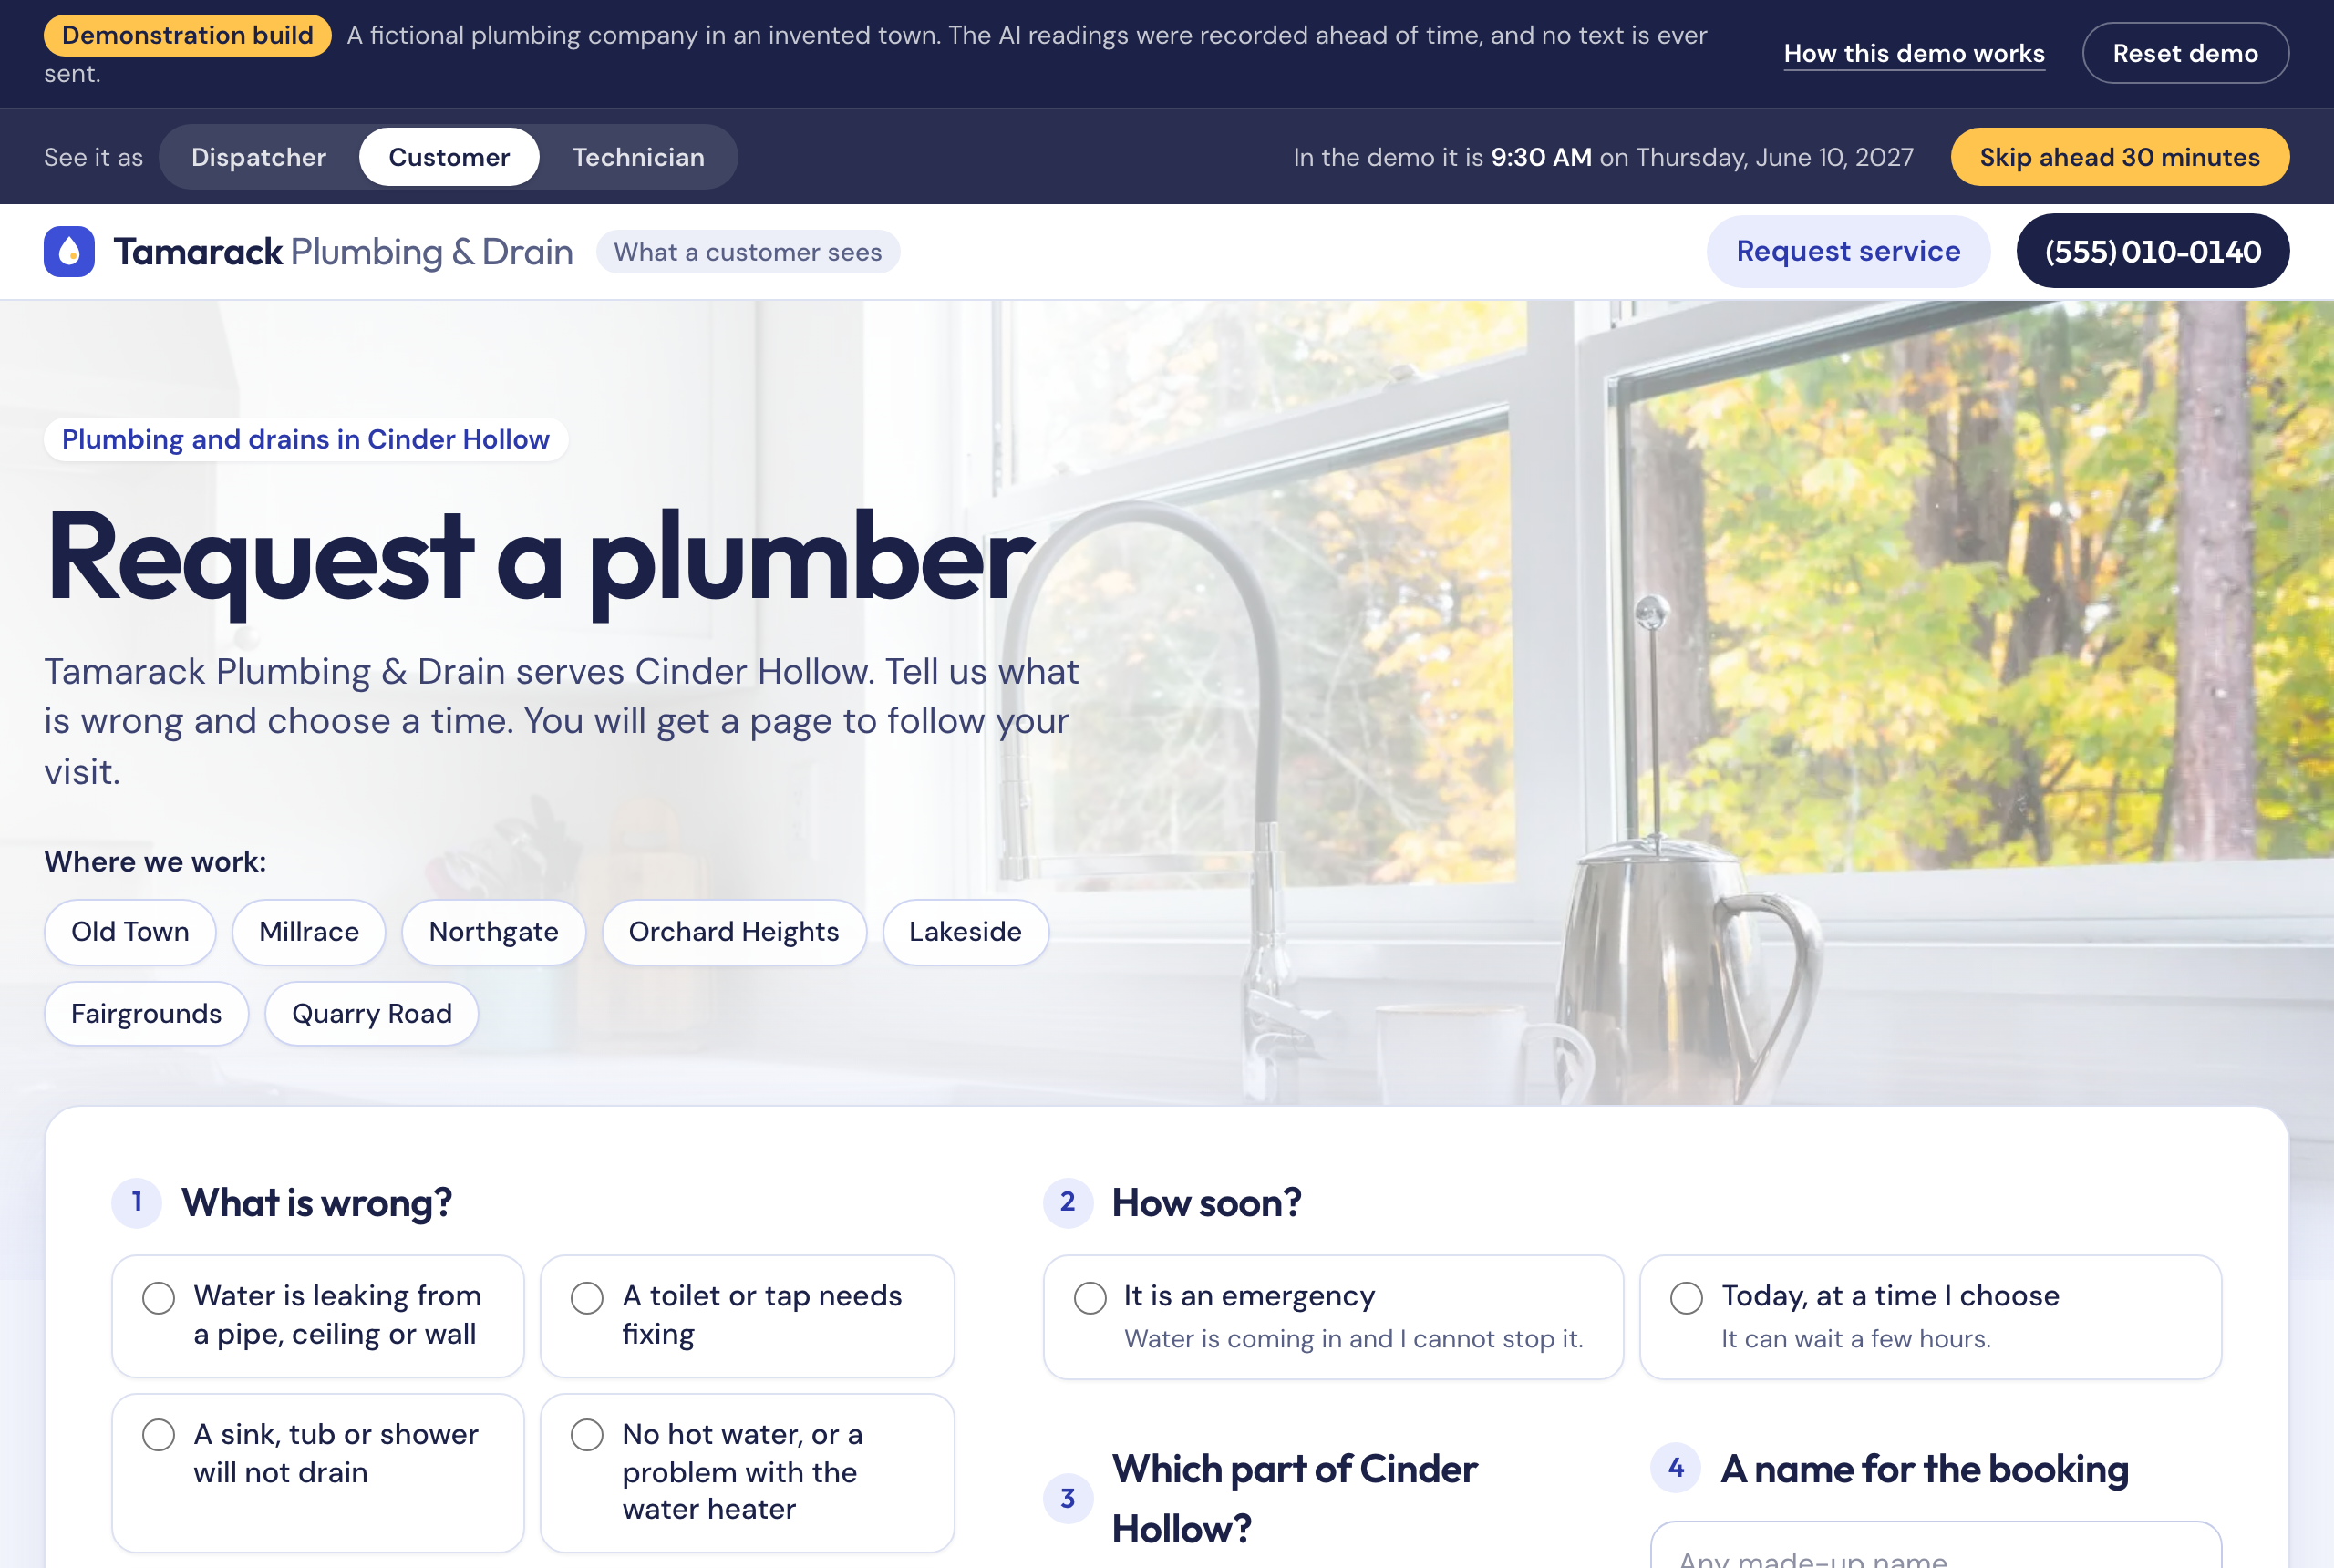 Demonstration build A fictional plumbing company in an invented town. The AI readings were recorded ahead of time, and no text is ever
sent.
How this demo works
Reset demo
See it as Dispatcher Customer Technician
In the demo it is 9:30 AM on Thursday, June 10, 2027
Skip ahead 30 minutes
Tamarack Plumbing & Drain What a customer sees
Request service
(555) 010-0140
Plumbing and drains in Cinder Hollow
Request a plumber
Tamarack Plumbing & Drain serves Cinder Hollow. Tell us what
is wrong and choose a time. You will get a page to follow your
visit.
Where we work:
Old Town Millrace Northgate Orchard Heights Lakeside
Fairgrounds Quarry Road
1 What is wrong?
Water is leaking from
a pipe, ceiling or wall
A toilet or tap needs
fixing
A sink, tub or shower
will not drain
No hot water, or a
problem with the
water heater
2 How soon?
It is an emergency
Water is coming in and I cannot stop it.
Today, at a time I choose
It can wait a few hours.
3 Which part of Cinder
Hollow?
4 A name for the booking
Any made-up name